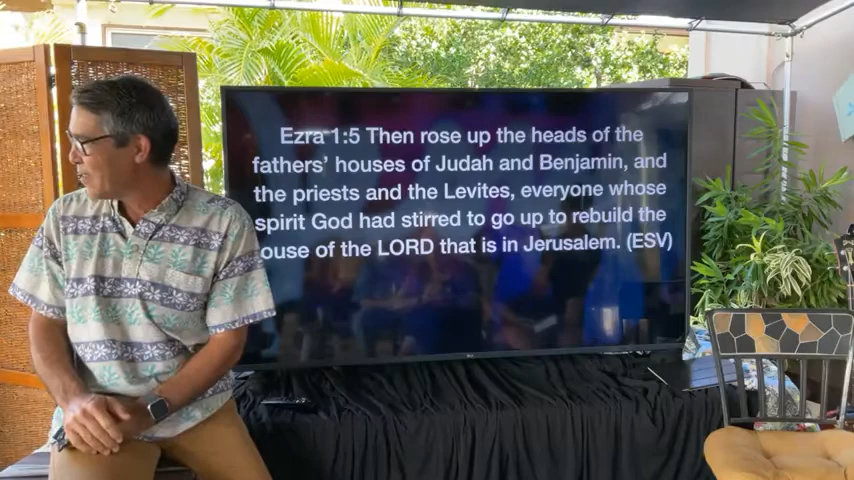 Ezra 1:5 Then rose up the heads of the
fathers’ houses of Judah and Benjamin, and
the priests and the Levites, everyone whose
spirit God had stirred to go up to rebuild the
ouse of the LORD that is in Jerusalem. (ESV)
LG